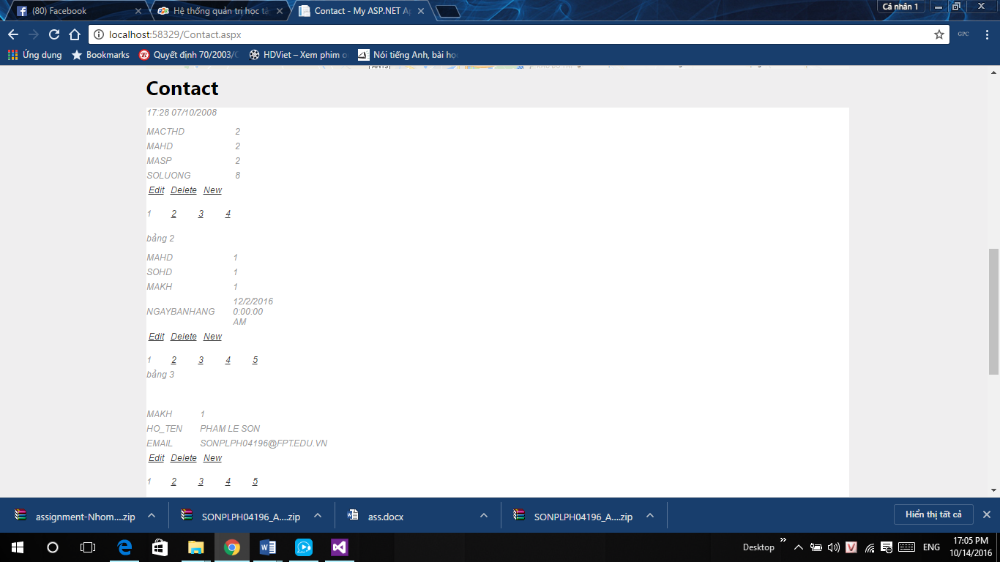 (80) Facebook
Hệ thống quản trị học tậ
Contact - My ASP.NET Ap
Cá nhân 1
localhost:58329/Contact.aspx
GPC
Ứng dụng
Bookmarks
Quyết định 70/2003/
HDViet – Xem phim o
Nói tiếng Anh, bài họ
Contact
17:28 07/10/2008
MACTHD 2
MAHD 2
MASP 2
SOLUONG 8
Edit Delete New
1 2 3 4
bảng 2
MAHD 1
SOHD 1
MAKH 1
NGAYBANHANG 12/2/2016
0:00:00
AM
Edit Delete New
1 2 3 4 5
bảng 3
MAKH 1
HO_TEN PHAM LE SON
EMAIL SONPLPH04196@FPT.EDU.VN
Edit Delete New
1 2 3 4 5
assignment-Nhom....zip
SONPLPH04196_A....zip
ass.docx
SONPLPH04196_A....zip
Hiển thị tất cả
Desktop
ENG
17:05 PM
10/14/2016